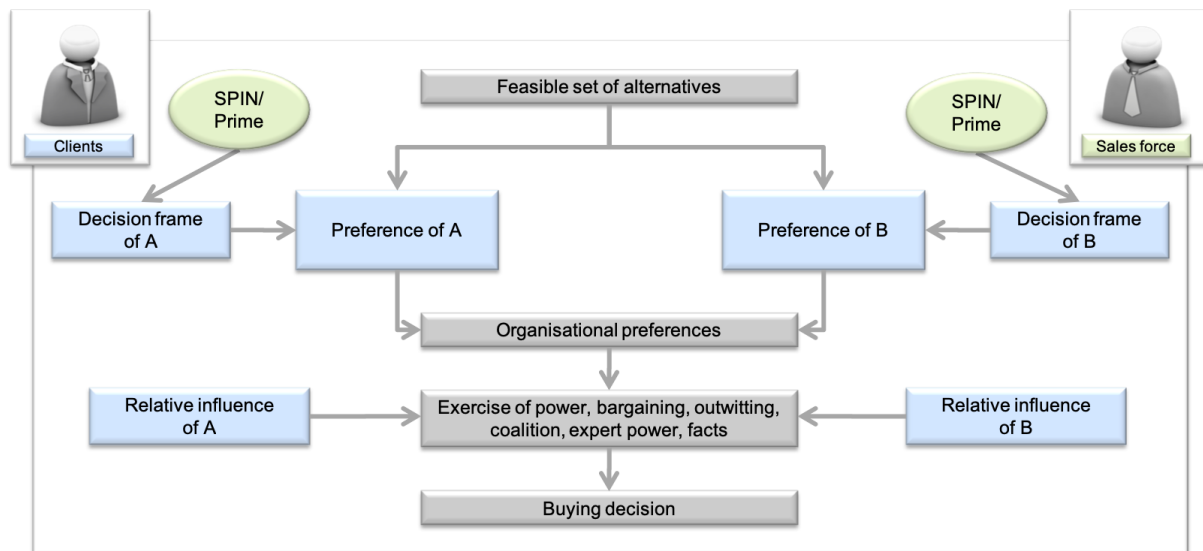 Clients
Sales force
SPIN/
Prime
SPIN/
Prime
Feasible set of alternatives
Decision frame
of A
Preference of A
Preference of B
Decision frame
of B
Organisational preferences
Relative influence
of A
Exercise of power, bargaining, outwitting,
coalition, expert power, facts
Relative influence
of B
Buying decision